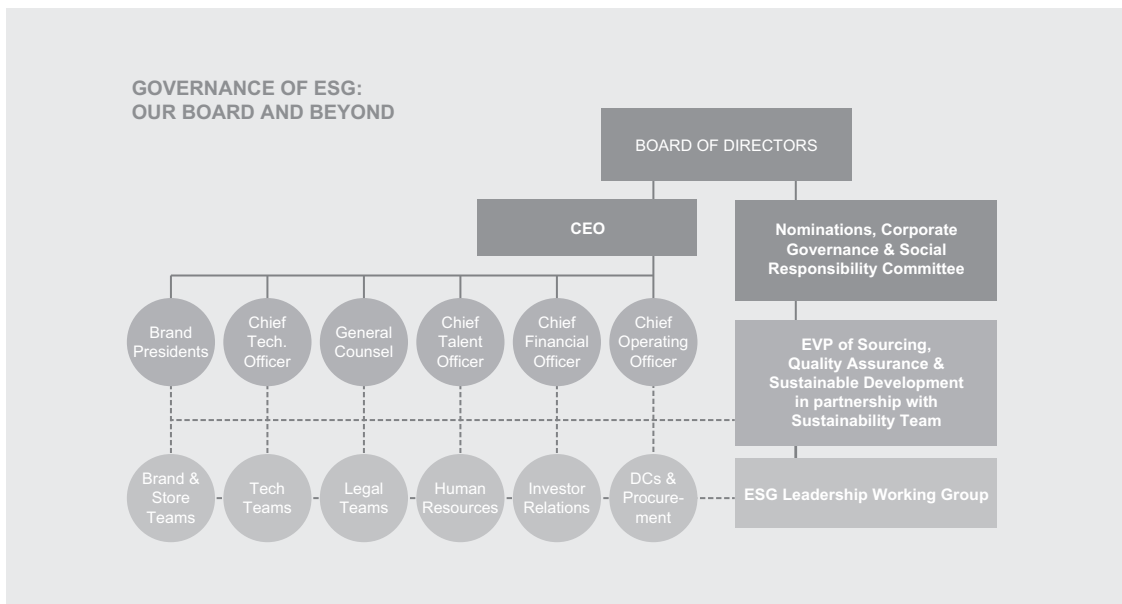 GOVERNANCE OF ESG:
OUR BOARD AND BEYOND
BOARD OF DIRECTORS
CEO
Nominations, Corporate
Governance & Social
Responsibility Committee
Brand
Presidents
Chief
Tech.
Officer
General
Counsel
Chief
Talent
Officer
Chief
Financial
Officer
Chief
Operating
Officer
EVP of Sourcing,
Quality Assurance &
Sustainable Development
in partnership with
Sustainability Team
Brand &
Store
Teams
Tech
Teams
Legal
Teams
Human
Resources
Investor
Relations
DCs &
Procure-
ment
ESG Leadership Working Group